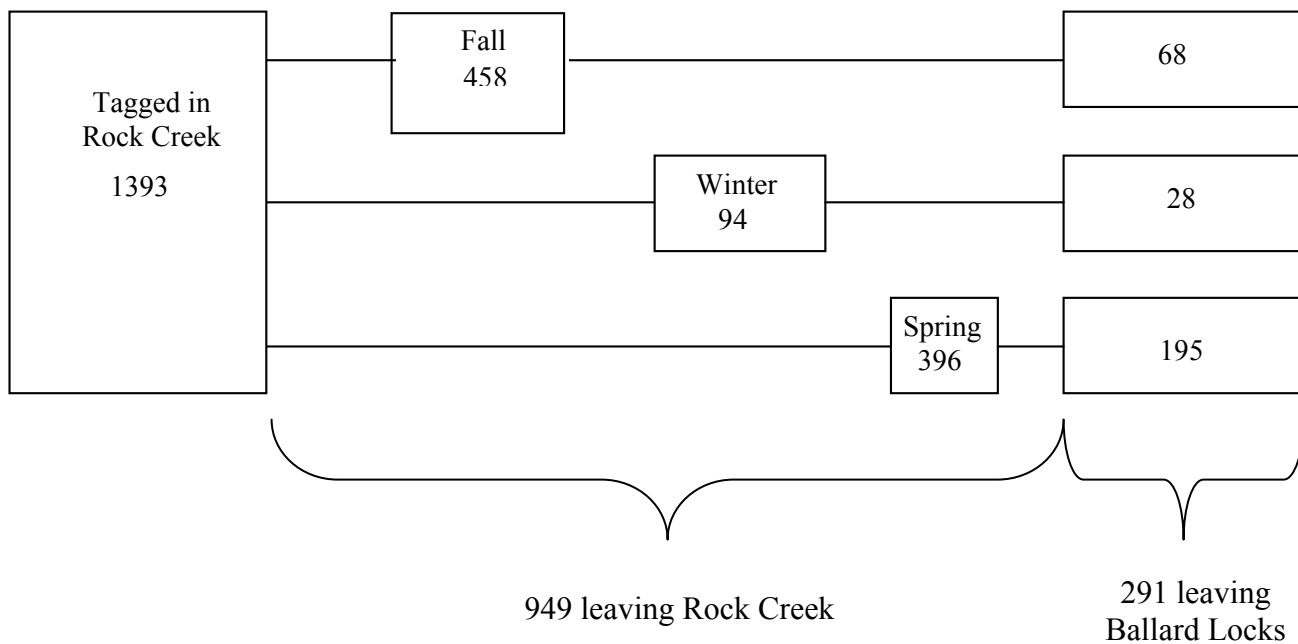 Tagged in
Rock Creek
1393
Fall
458
68
Winter
94
28
Spring
396
195
949 leaving Rock Creek
291 leaving
Ballard Locks